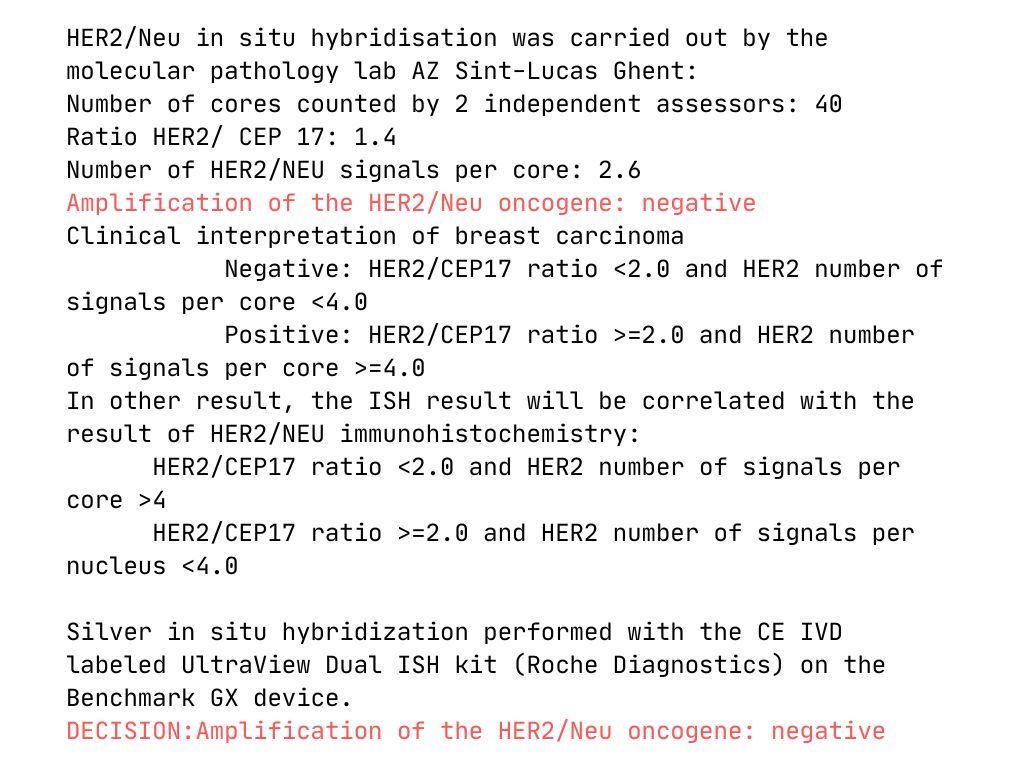 HER2/Neu in situ hybridisation was carried out by the
molecular pathology lab AZ Sint-Lucas Ghent:
Number of cores counted by 2 independent assessors: 40
Ratio HER2/ CEP 17: 1.4
Number of HER2/NEU signals per core: 2.6
Amplification of the HER2/Neu oncogene: negative
Clinical interpretation of breast carcinoma
Negative: HER2/CEP17 ratio <2.0 and HER2 number of
signals per core <4.0
Positive: HER2/CEP17 ratio >=2.0 and HER2 number
of signals per core >=4.0
In other result, the ISH result will be correlated with the
result of HER2/NEU immunohistochemistry:
HER2/CEP17 ratio <2.0 and HER2 number of signals per
core >4
HER2/CEP17 ratio >=2.0 and HER2 number of signals per
nucleus <4.0
Silver in situ hybridization performed with the CE IVD
labeled UltraView Dual ISH kit (Roche Diagnostics) on the
Benchmark GX device.
DECISION:Amplification of the HER2/Neu oncogene: negative